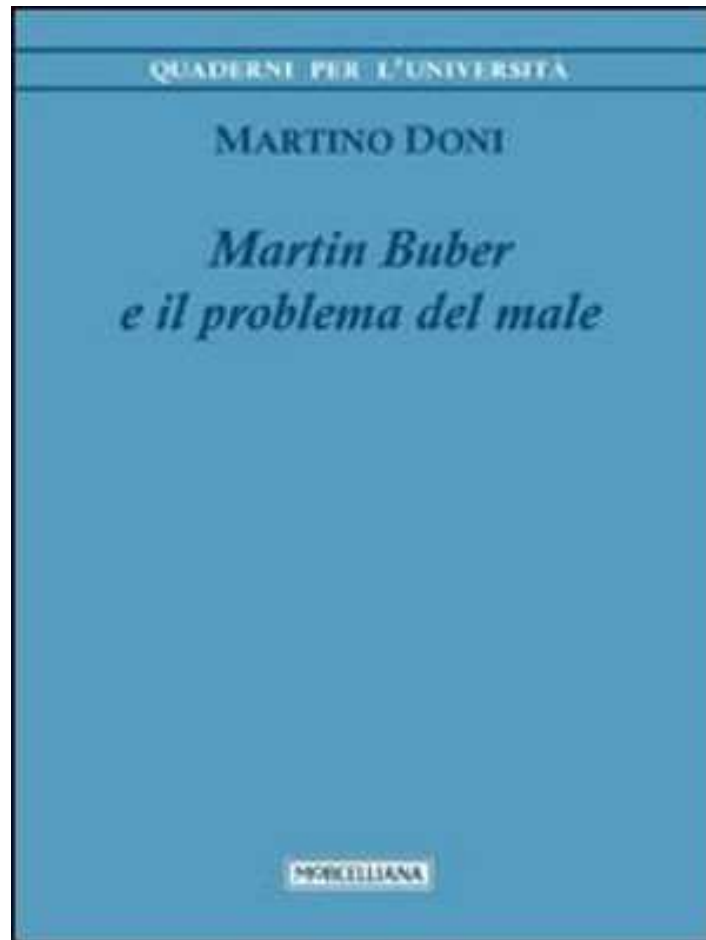 QUADERNI PER L'UNIVERSITÀ
MARTINO DONI
Martin Buber
e il problema del male
MORCELLIANA